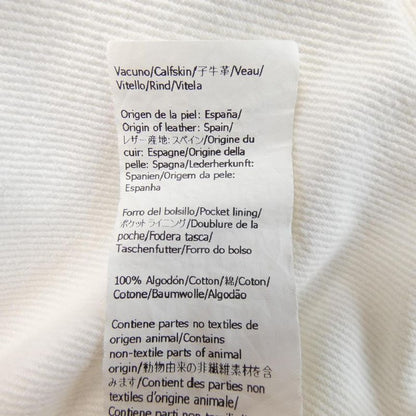 Vacuno/Calfskin/子牛革/Veau/
Vitello/Rind/Vitela
Origen de la piel: España/
Origin of leather: Spain/
レザー産地: スペイン/Origine du
cuir: Espagne/Origine della
pelle: Spagna/Lederherkunft:
Spanien/Origem da pele:
Espanha
Forro del bolsillo/Pocket lining/
ポケットライニング/Doublure de la
poche/Fodera tasca/
Taschenfutter/Forro do bolso
100% Algodón/Cotton/綿/Coton/
Cotone/Baumwolle/Algodão
Contiene partes no textiles de
origen animal/Contains
non-textile parts of animal
origin/動物由来の非繊維素材を含
みます/Contient des parties non
textiles d'origine animale/
Contiene parti non